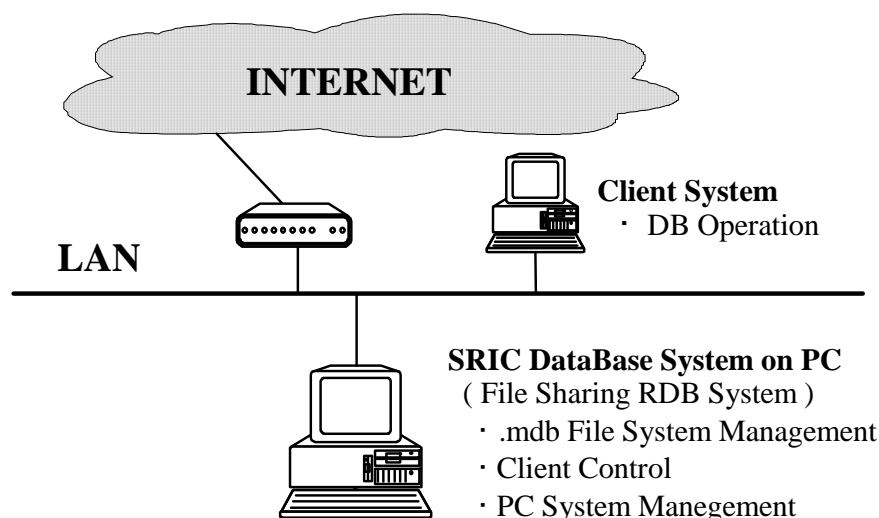 INTERNET
Client System
・ DB Operation
LAN
SRIC DataBase System on PC
( File Sharing RDB System )
・ .mdb File System Management
・ Client Control
・ PC System Manegement